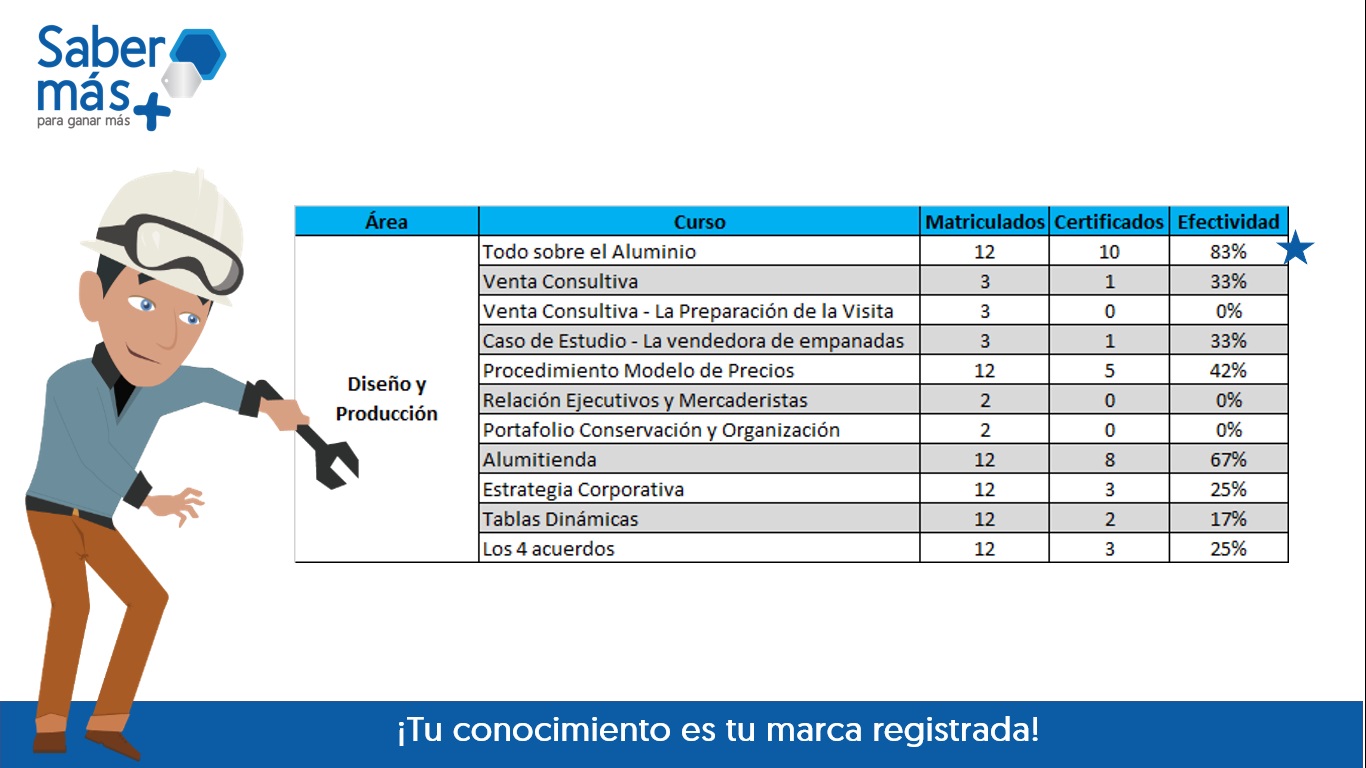 Saber
más
para ganar más
Área Curso Matriculados Certificados Efectividad
Diseño y
Producción
Todo sobre el Aluminio 12 10 83%
Venta Consultiva 3 1 33%
Venta Consultiva - La Preparación de la Visita 3 0 0%
Caso de Estudio - La vendedora de empanadas 3 1 33%
Procedimiento Modelo de Precios 12 5 42%
Relación Ejecutivos y Mercaderistas 2 0 0%
Portafolio Conservación y Organización 2 0 0%
Alumitienda 12 8 67%
Estrategia Corporativa 12 3 25%
Tablas Dinámicas 12 2 17%
Los 4 acuerdos 12 3 25%
¡Tu conocimiento es tu marca registrada!